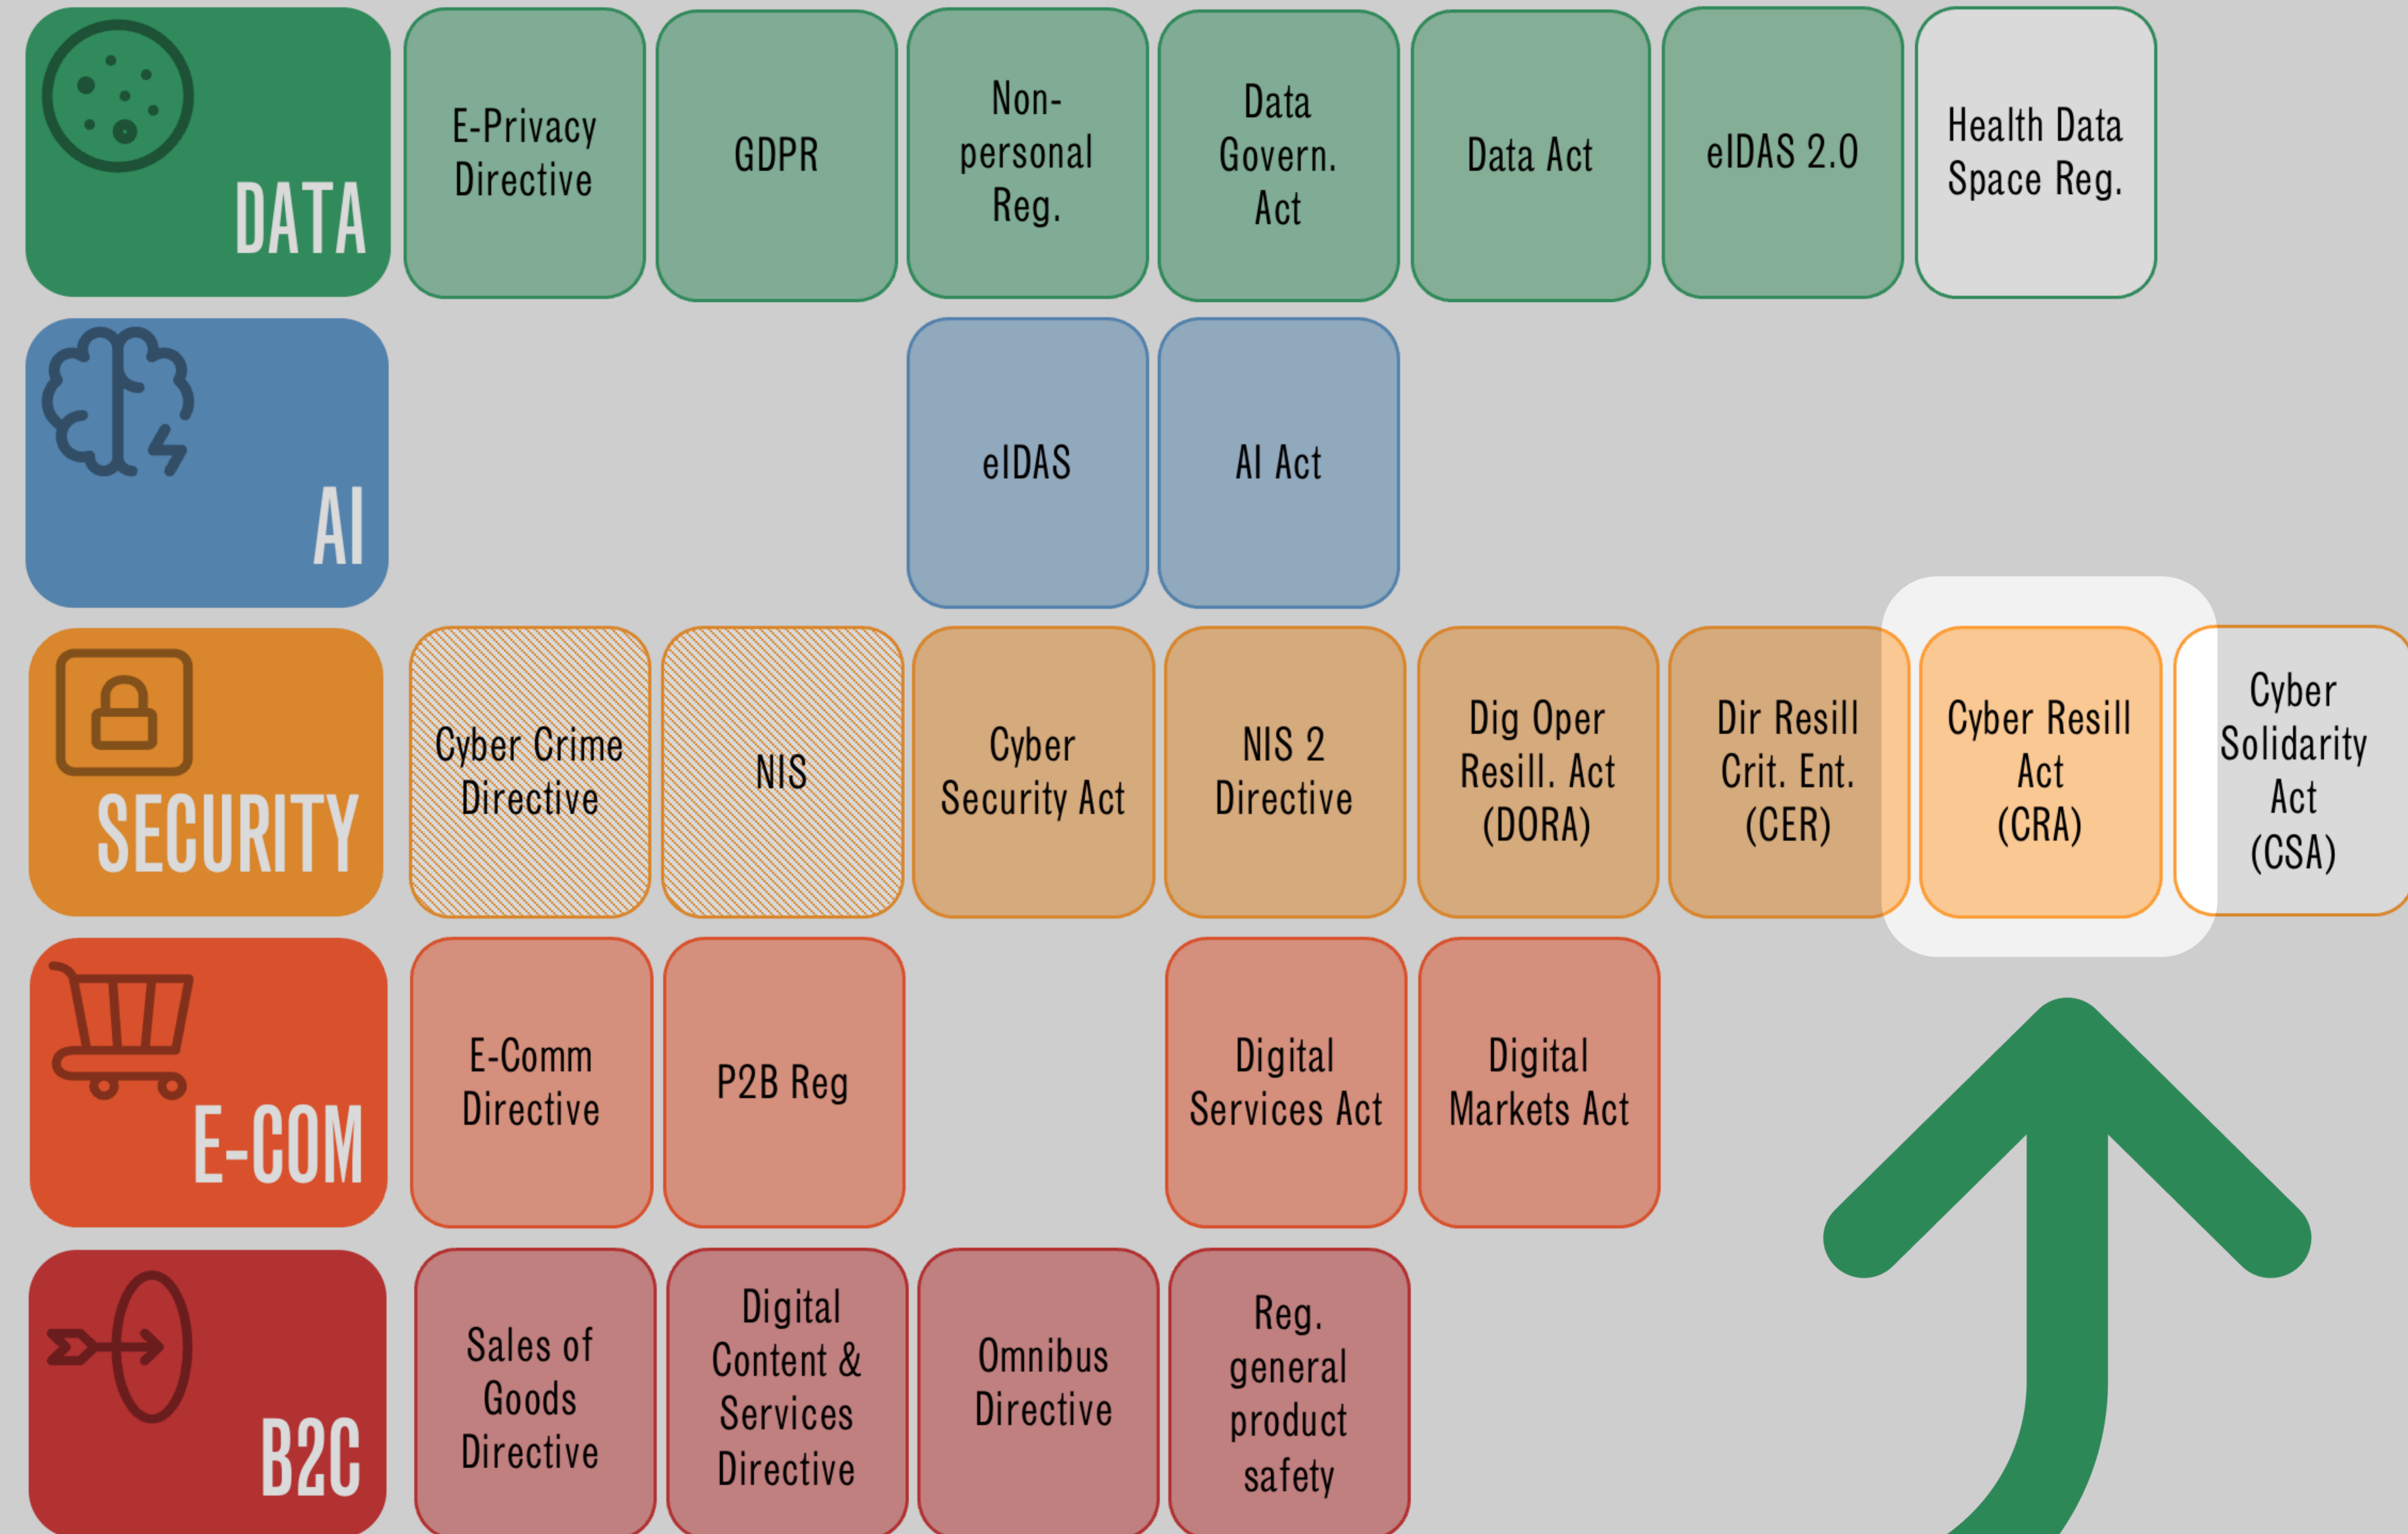 DATA
E-Privacy
Directive
GDPR
Non-
personal
Reg.
Data
Govern.
Act
Data Act
eIDAS 2.0
Health Data
Space Reg.
AI
eIDAS
AI Act
SECURITY
Cyber Crime
Directive
NIS
Cyber
Security Act
NIS 2
Directive
Dig Oper
Resill. Act
(DORA)
Dir Resill
Crit. Ent.
(CER)
Cyber Resill
Act
(CRA)
Cyber
Solidarity
Act
(CSA)
E-COM
E-Comm
Directive
P2B Reg
Digital
Services Act
Digital
Markets Act
B2C
Sales of
Goods
Directive
Digital
Content &
Services
Directive
Omnibus
Directive
Reg.
general
product
safety